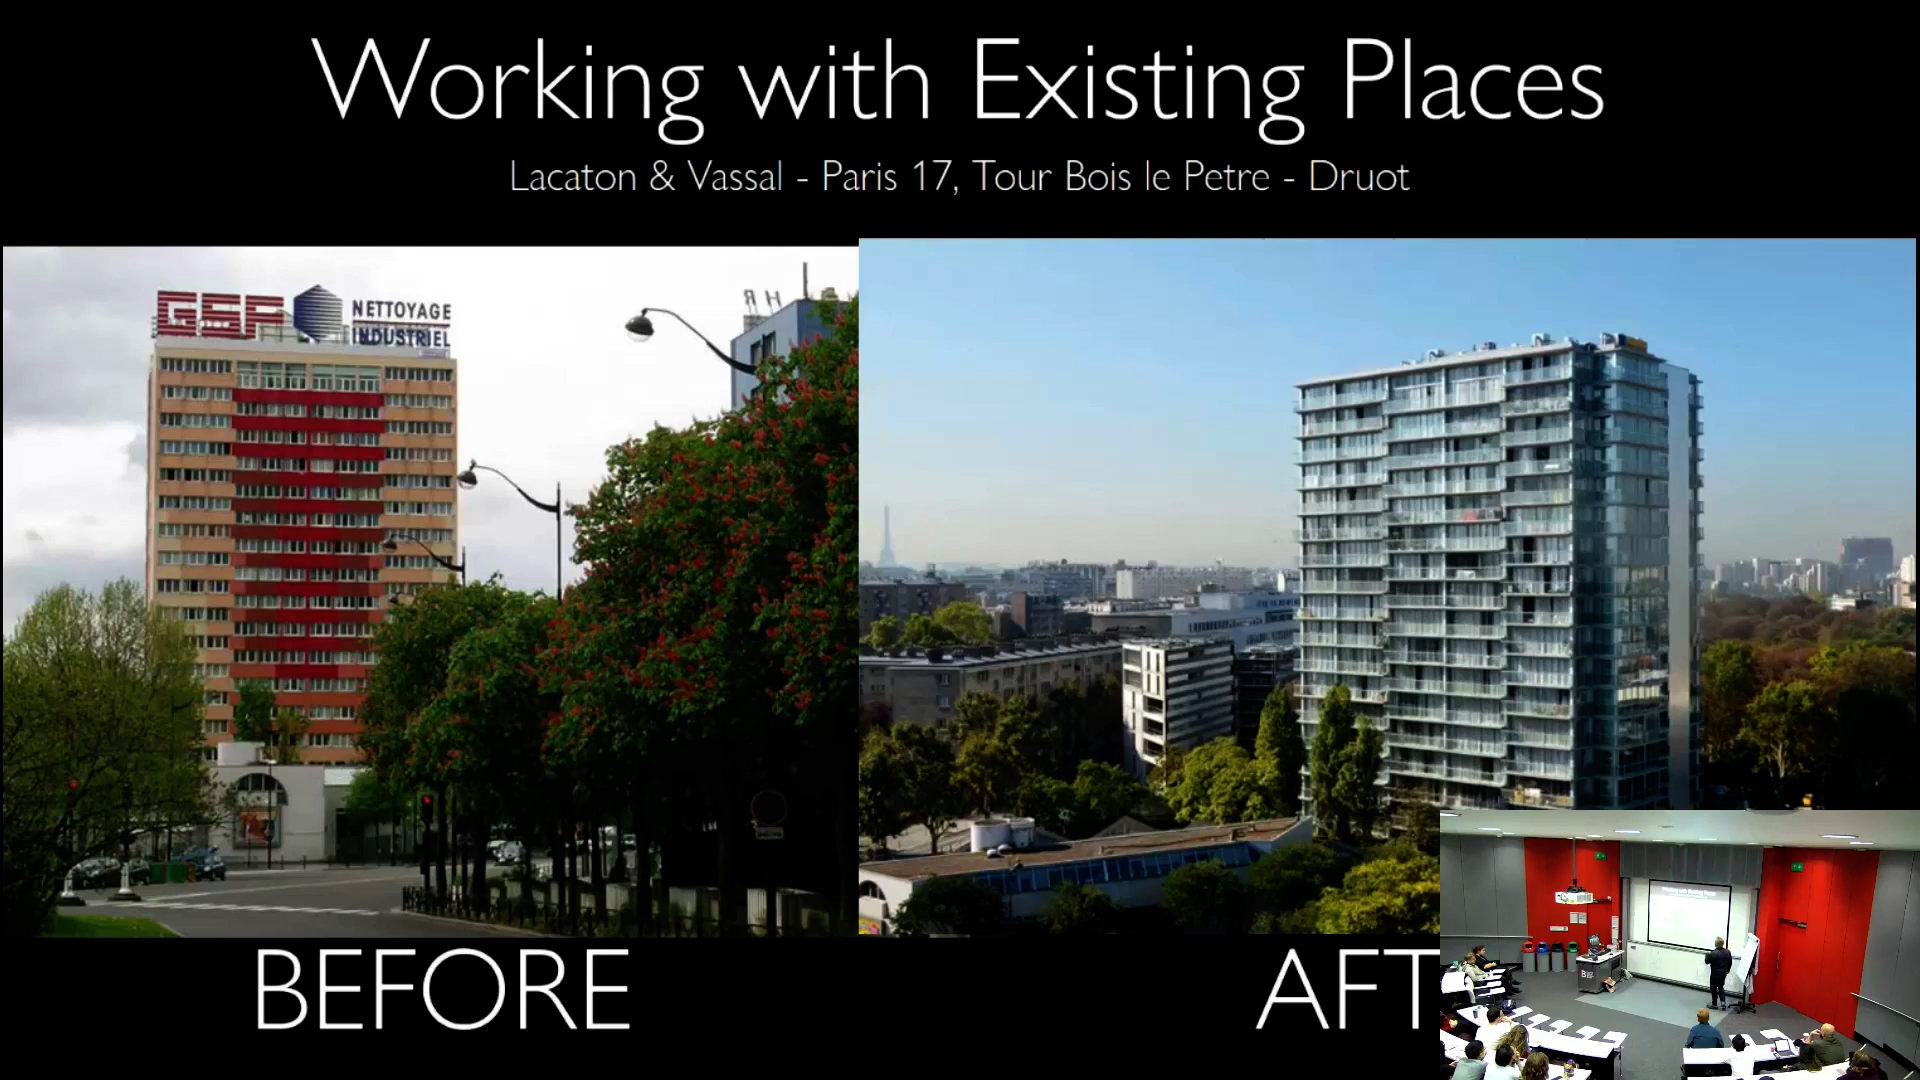 Working with Existing Places
Lacaton & Vassal - Paris 17, Tour Bois le Petre - Druot
GSF NETTOYAGE
INDUSTRIEL
BEFORE
AFT